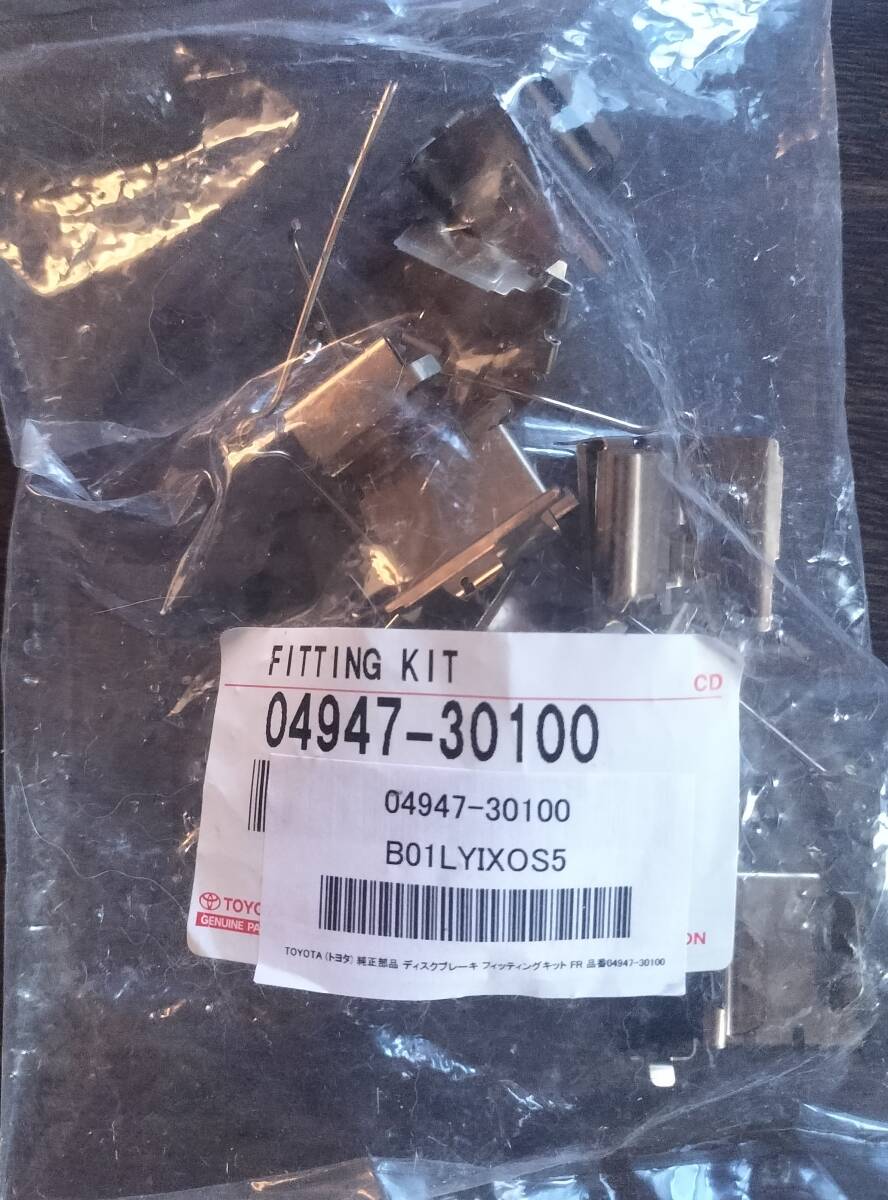 FITTING KIT
CD
04947-30100
04947-30100
B01LYIXOS5
TOYO
GENUINE PA
ON
TOYOTA (トヨタ) 純正部品 ディスクブレーキ フィッティングキット FR 品番04947-30100